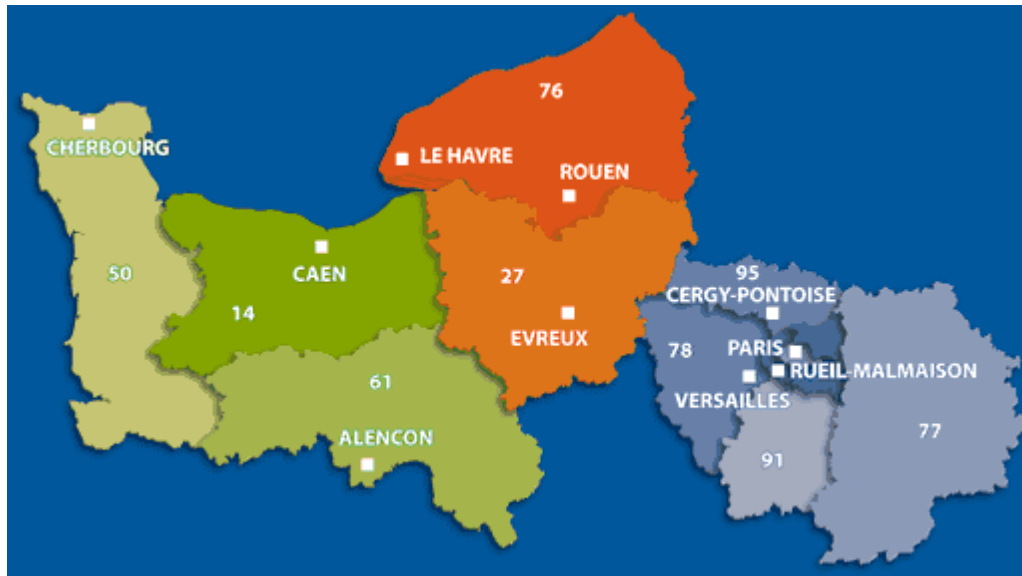 76
CHERBOURG
LE HAVRE
ROUEN
50
CAEN
27
95
CERGY-PONTOISE
14
EVREUX
78
PARIS
RUEIL-MALMAISON
61
VERSAILLES
ALENCON
77
91